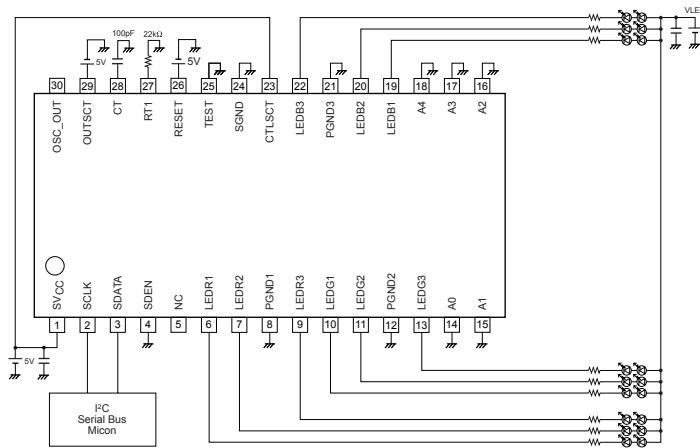 VLE
100pF 22kΩ
5V 5V
30 29 28 27 26 25 24 23 22 21 20 19 18 17 16
OSC_OUT OUTSCT CT RT1 RESET TEST SGND CTLSCT LEDB3 PGND3 LEDB2 LEDB1 A4 A3 A2
SVCC SCLK SDATA SDEN NC LEDR1 LEDR2 PGND1 LEDR3 LEDG1 LEDG2 PGND2 LEDG3 A0 A1
1 2 3 4 5 6 7 8 9 10 11 12 13 14 15
5V
I²C
Serial Bus
Micon